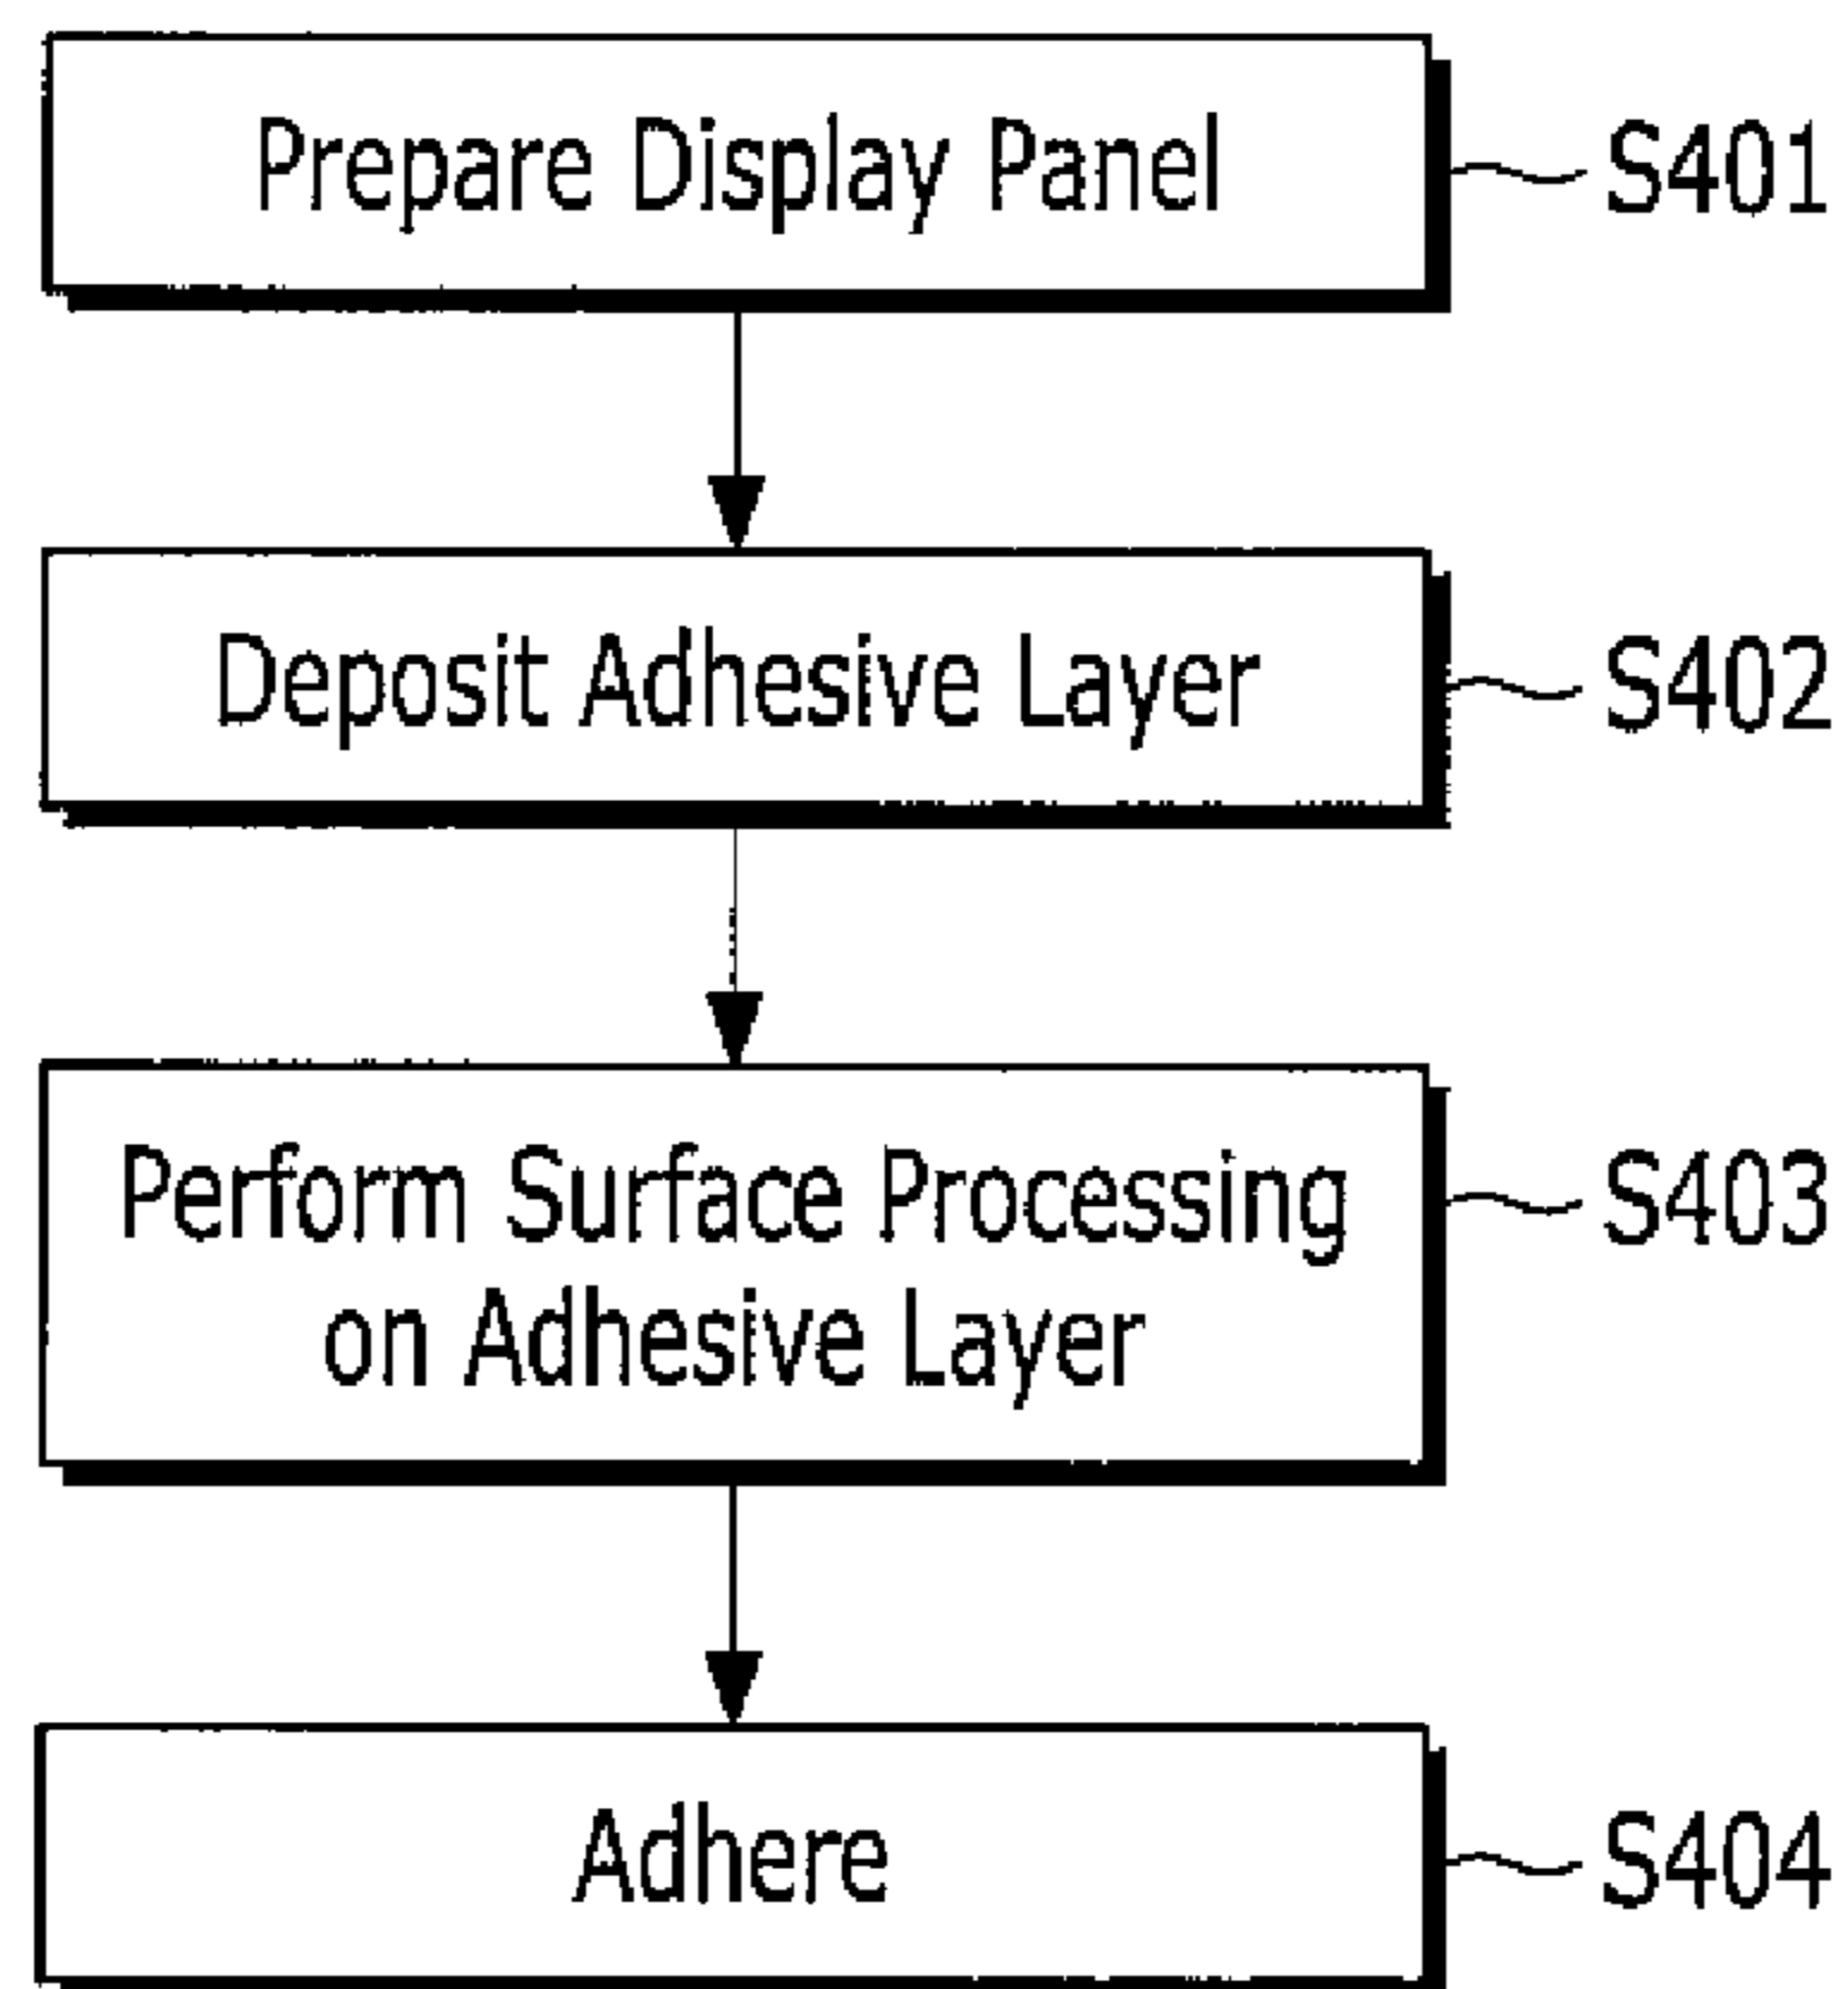 Prepare Display Panel
S401
Deposit Adhesive Layer
S402
Perform Surface Processing
on Adhesive Layer
S403
Adhere
S404